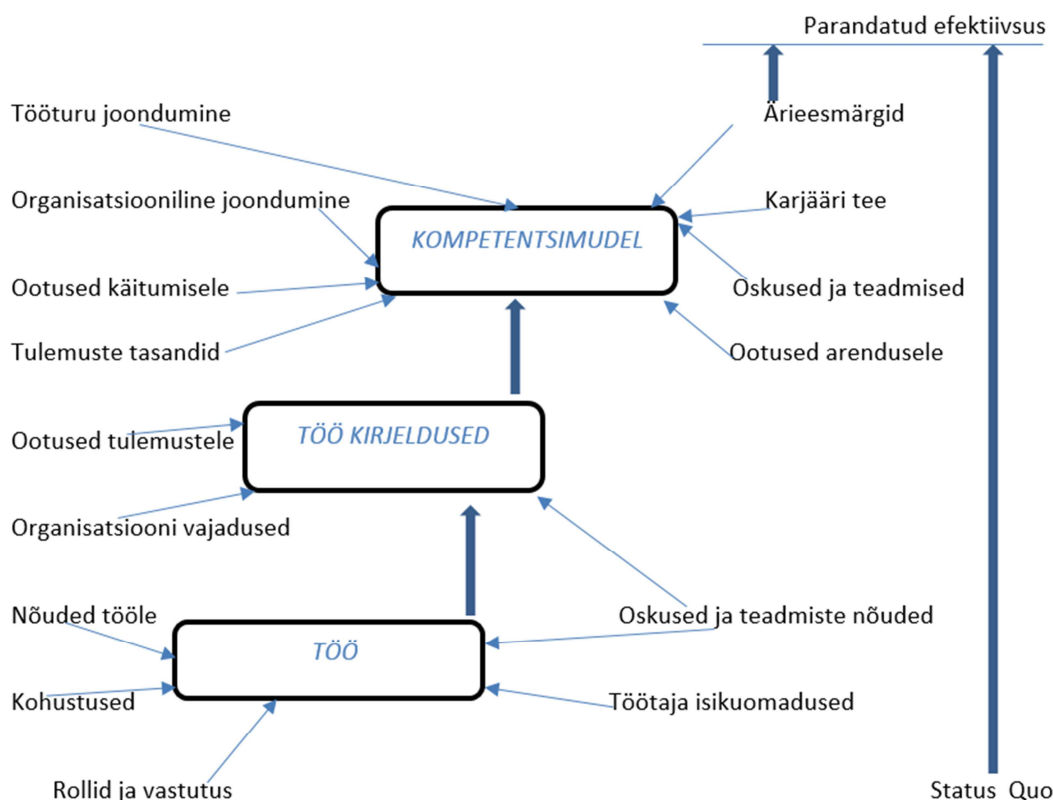 Parandatud efektiivsus
Tööturu joondumine
Ärieesmärgid
Organisatsiooniline joondumine
Karjääri tee
KOMPETENTSIMUDEL
Ootused käitumisele
Oskused ja teadmised
Tulemuste tasandid
Ootused arendusele
TÖÖ KIRJELDUSED
Ootused tulemustele
Organisatsiooni vajadused
Nõuded tööle
Oskused ja teadmiste nõuded
TÖÖ
Kohustused
Töötaja isikuomadused
Rollid ja vastutus
Status Quo